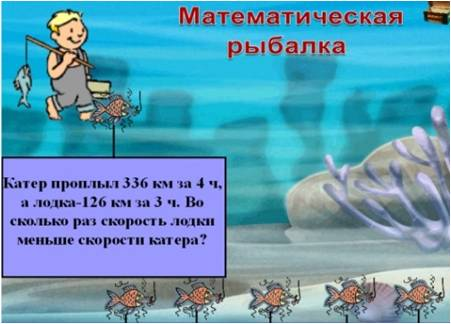 Математическая
рыбалка
Катер проплыл 336 км за 4 ч,
а лодка-126 км за 3 ч. Во
сколько раз скорость лодки
меньше скорости катера?